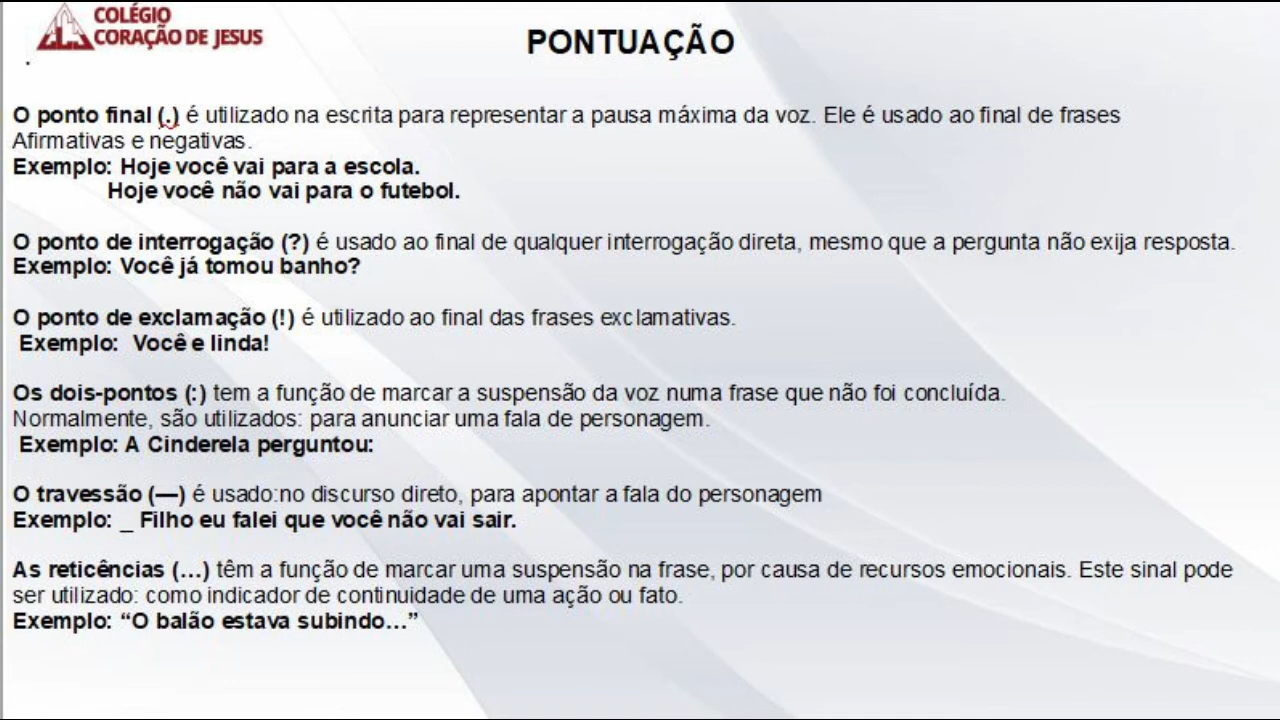 COLÉGIO
CORAÇÃO DE JESUS
PONTUAÇÃO
.
O ponto final (.) é utilizado na escrita para representar a pausa máxima da voz. Ele é usado ao final de frases
Afirmativas e negativas.
Exemplo: Hoje você vai para a escola.
Hoje você não vai para o futebol.
O ponto de interrogação (?) é usado ao final de qualquer interrogação direta, mesmo que a pergunta não exija resposta.
Exemplo: Você já tomou banho?
O ponto de exclamação (!) é utilizado ao final das frases exclamativas.
Exemplo: Você e linda!
Os dois-pontos (:) tem a função de marcar a suspensão da voz numa frase que não foi concluída.
Normalmente, são utilizados: para anunciar uma fala de personagem.
Exemplo: A Cinderela perguntou:
O travessão (—) é usado:no discurso direto, para apontar a fala do personagem
Exemplo: _ Filho eu falei que você não vai sair.
As reticências (...) têm a função de marcar uma suspensão na frase, por causa de recursos emocionais. Este sinal pode
ser utilizado: como indicador de continuidade de uma ação ou fato.
Exemplo: “O balão estava subindo...”